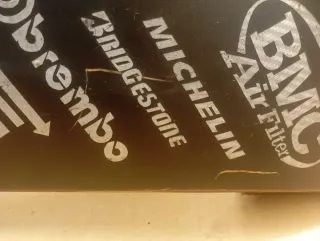 brembo
BRIDGESTONE
MICHELIN
BMC
Air Filter